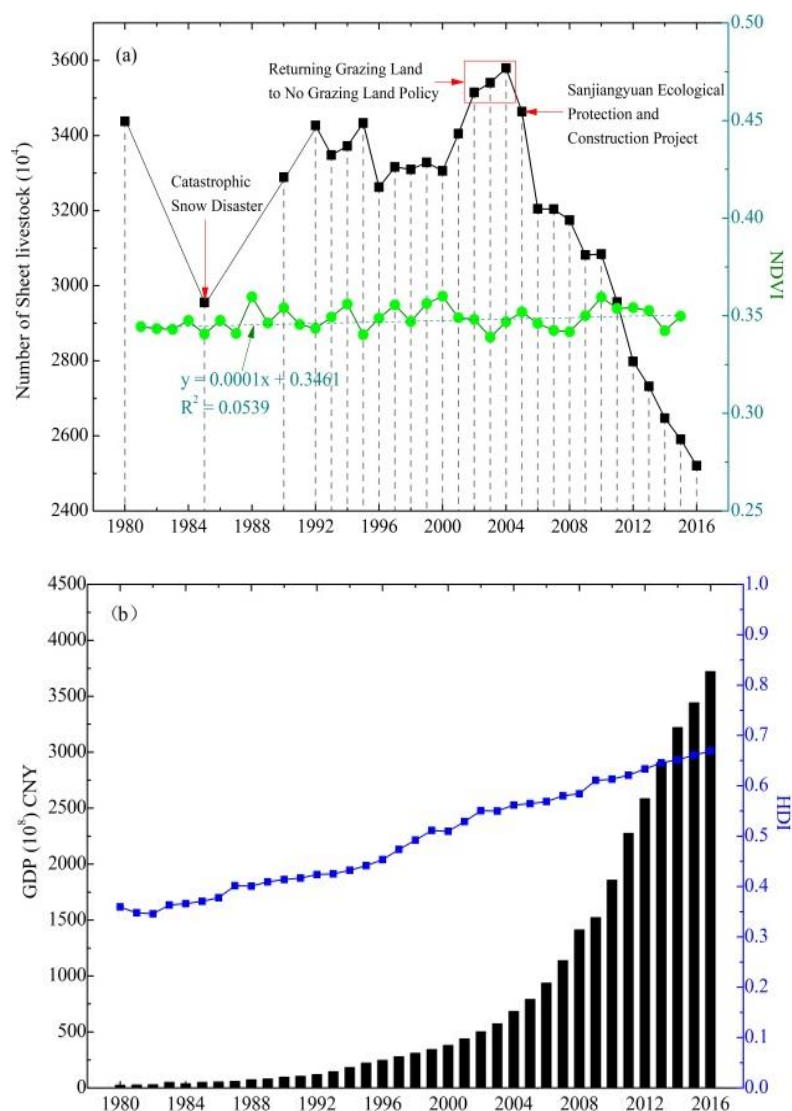 (a)
Returning Grazing Land
to No Grazing Land Policy
Sanjiangyuan Ecological
Protection and
Construction Project
Catastrophic
Snow Disaster
y = 0.0001x + 0.3461
R² = 0.0539
Number of Sheet livestock (10⁴)
3600
3400
3200
3000
2800
2600
2400
NDVI
0.50
0.45
0.40
0.35
0.30
0.25
1980 1984 1988 1992 1996 2000 2004 2008 2012 2016
(b)
GDP (10⁸) CNY
4500
4000
3500
3000
2500
2000
1500
1000
500
0
HDI
1.0
0.9
0.8
0.7
0.6
0.5
0.4
0.3
0.2
0.1
0.0
1980 1984 1988 1992 1996 2000 2004 2008 2012 2016